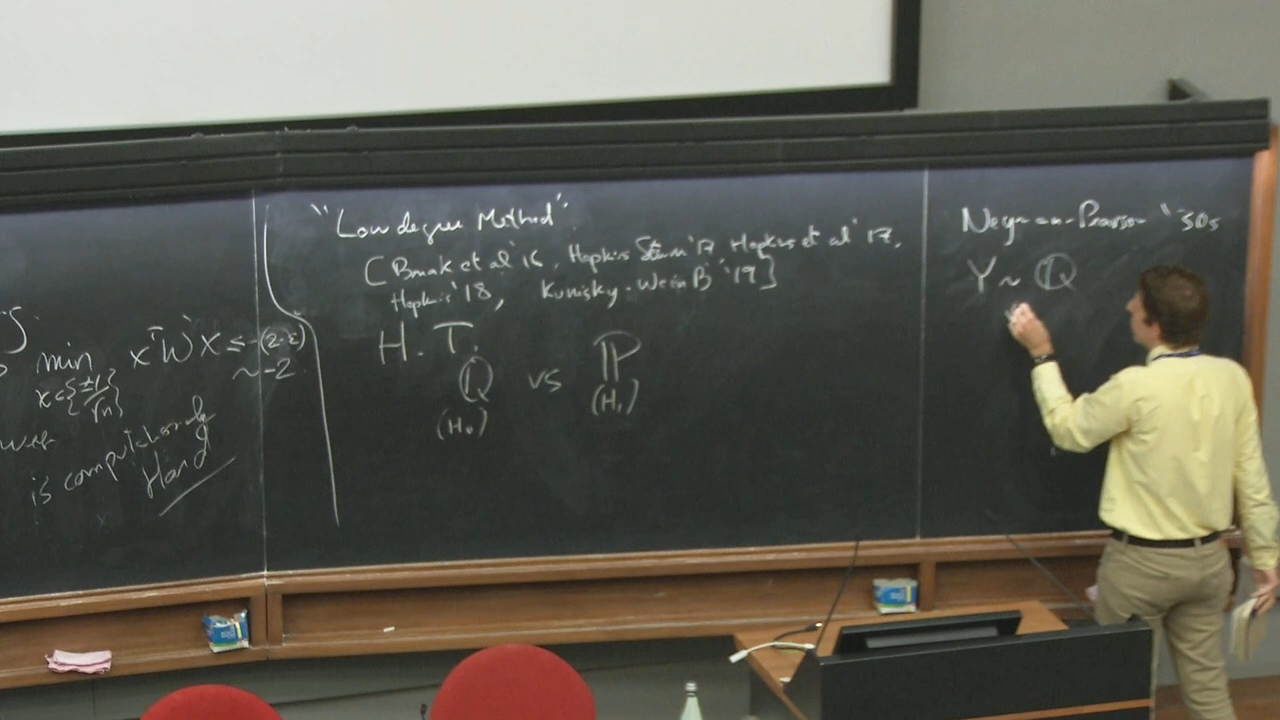 min x^T W x ≤ -(2-ε)
x∈{±1/√n}^n ~ -2
is computationally
Hard
"Low degree Method".
[Barak et al '16, Hopkins Steurer '17 Hopkins et al '17,
Hopkins '18, Kunisky-Wein B '19]
H. T.
ℚ vs ℙ
(H₀) (H₁)
Neyman-Pearson '30s
Y ~ ℚ